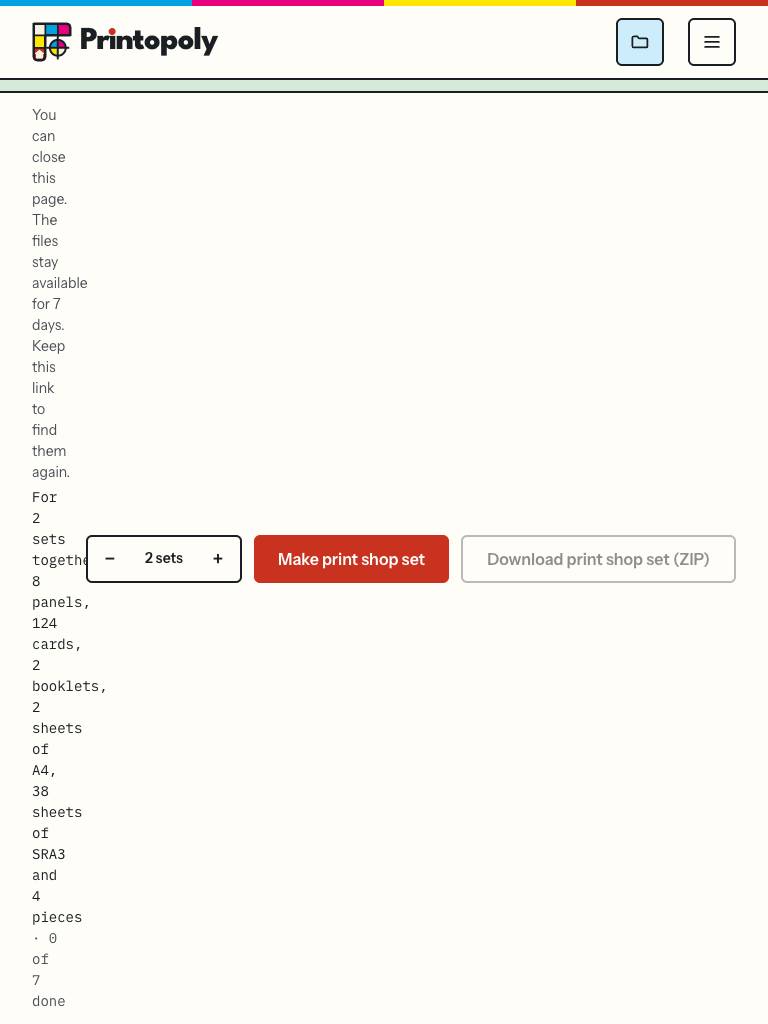 Printopoly
You
can
close
this
page.
The
files
stay
available
for 7
days.
Keep
this
link
to
find
them
again.
For
2
sets
togethe
8
panels,
124
cards,
2
booklets,
2
sheets
of
A4,
38
sheets
of
SRA3
and
4
pieces
· 0
of
7
done
− 2 sets +
Make print shop set
Download print shop set (ZIP)